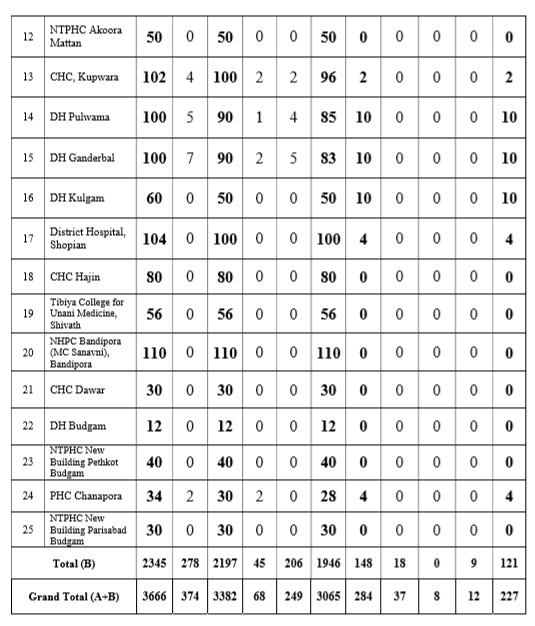 12 NTPHC Akoora Mattan 50 0 50 0 0 50 0 0 0 0 0
13 CHC, Kupwara 102 4 100 2 2 96 2 0 0 0 2
14 DH Pulwama 100 5 90 1 4 85 10 0 0 0 10
15 DH Ganderbal 100 7 90 2 5 83 10 0 0 0 10
16 DH Kulgam 60 0 50 0 0 50 10 0 0 0 10
17 District Hospital, Shopian 104 0 100 0 0 100 4 0 0 0 4
18 CHC Hajin 80 0 80 0 0 80 0 0 0 0 0
19 Tibiya College for Unani Medicine, Shivath 56 0 56 0 0 56 0 0 0 0 0
20 NHPC Bandipora (MC Sanavni), Bandipora 110 0 110 0 0 110 0 0 0 0 0
21 CHC Dawar 30 0 30 0 0 30 0 0 0 0 0
22 DH Budgam 12 0 12 0 0 12 0 0 0 0 0
23 NTPHC New Building Pethkot Budgam 40 0 40 0 0 40 0 0 0 0 0
24 PHC Chanapora 34 2 30 2 0 28 4 0 0 0 4
25 NTPHC New Building Parisabad Budgam 30 0 30 0 0 30 0 0 0 0 0
Total (B) 2345 278 2197 45 206 1946 148 18 0 9 121
Grand Total (A+B) 3666 374 3382 68 249 3065 284 37 8 12 227